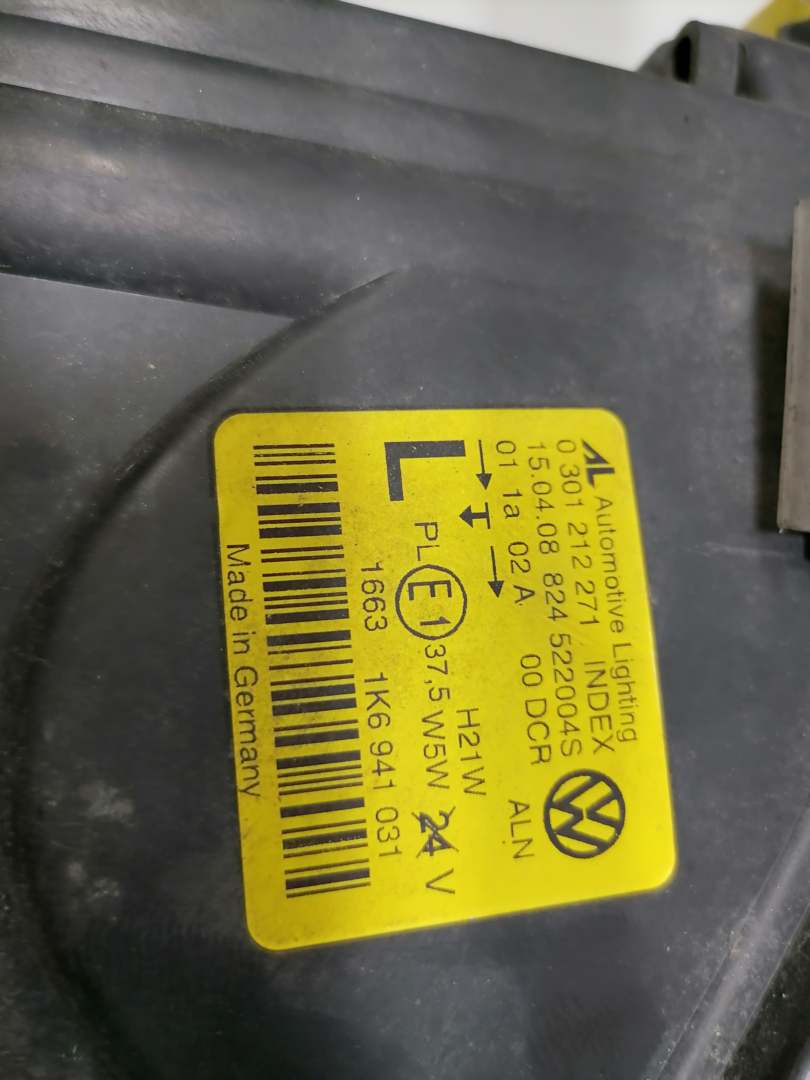 AL Automotive Lighting
0 301 212 271 INDEX
15.04.08 824 522004S
01 1a 02 A 00 DCR ALN
H21W
L PL E1 37,5 W5W 24 V
1663 1K6 941 031
Made in Germany
VW